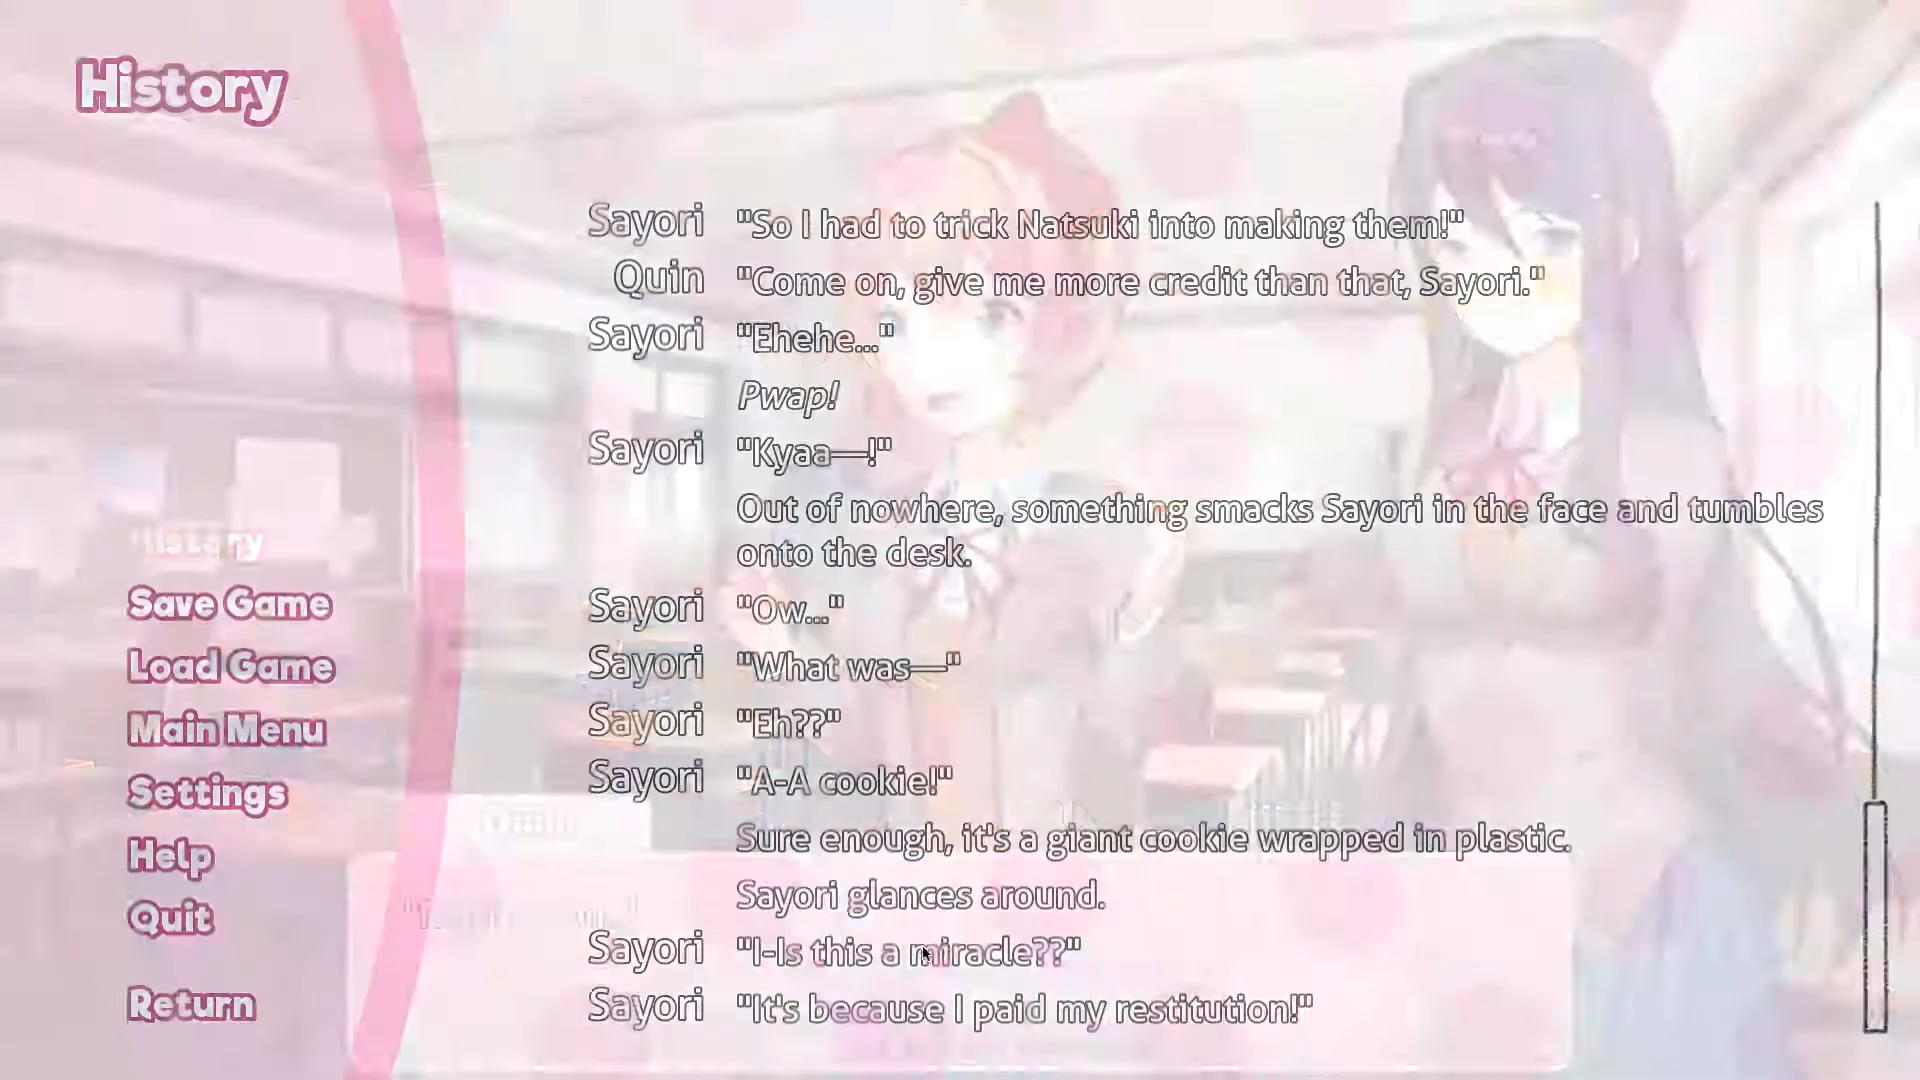 History
Sayori "So I had to trick Natsuki into making them!"
Quin "Come on, give me more credit than that, Sayori."
Sayori "Ehehe..."
Pwap!
Sayori "Kyaa—!"
Out of nowhere, something smacks Sayori in the face and tumbles
onto the desk.
Sayori "Ow..."
Sayori "What was—"
Sayori "Eh??"
Sayori "A-A cookie!"
Sure enough, it's a giant cookie wrapped in plastic.
Sayori glances around.
Sayori "I-Is this a miracle??"
Sayori "It's because I paid my restitution!"
History
Save Game
Load Game
Main Menu
Settings
Help
Quit
Return
Quin